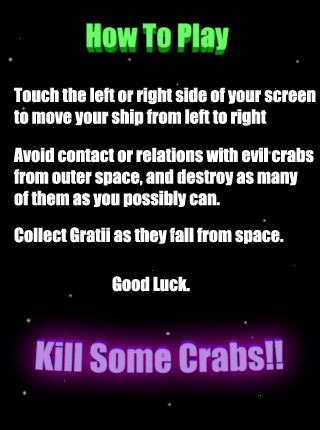 How To Play
Touch the left or right side of your screen
to move your ship from left to right
Avoid contact or relations with evil crabs
from outer space, and destroy as many
of them as you possibly can.
Collect Gratii as they fall from space.
Good Luck.
Kill Some Crabs!!